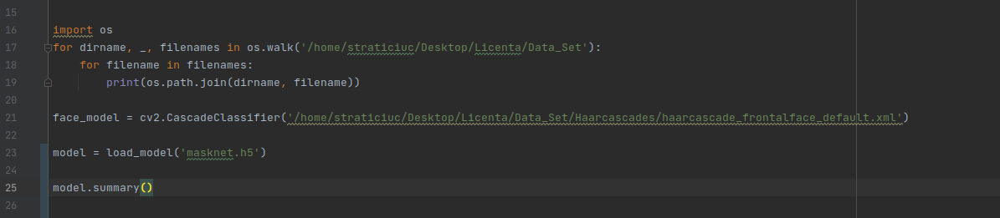 15
16 import os
17 for dirname, _, filenames in os.walk('/home/straticiuc/Desktop/Licenta/Data_Set'):
18     for filename in filenames:
19         print(os.path.join(dirname, filename))
20
21 face_model = cv2.CascadeClassifier('/home/straticiuc/Desktop/Licenta/Data_Set/Haarcascades/haarcascade_frontalface_default.xml')
22
23 model = load_model('masknet.h5')
24
25 model.summary()
26